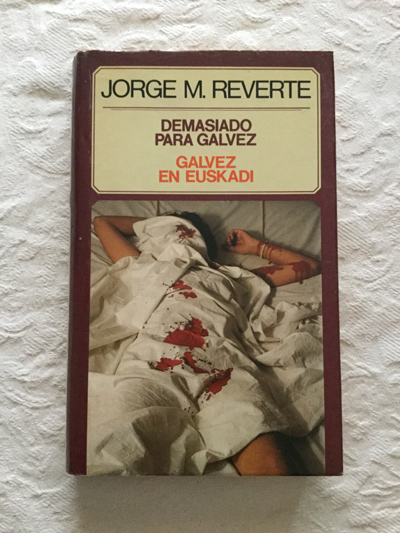 JORGE M. REVERTE
DEMASIADO
PARA GALVEZ
GALVEZ
EN EUSKADI